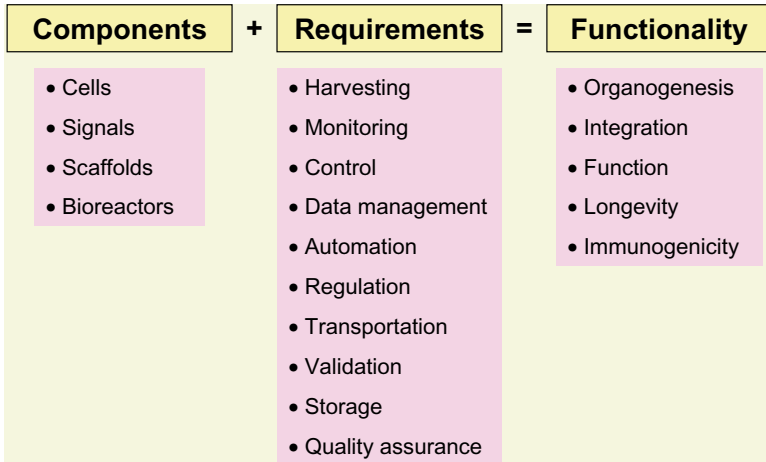 Components + Requirements = Functionality
• Cells
• Signals
• Scaffolds
• Bioreactors
• Harvesting
• Monitoring
• Control
• Data management
• Automation
• Regulation
• Transportation
• Validation
• Storage
• Quality assurance
• Organogenesis
• Integration
• Function
• Longevity
• Immunogenicity